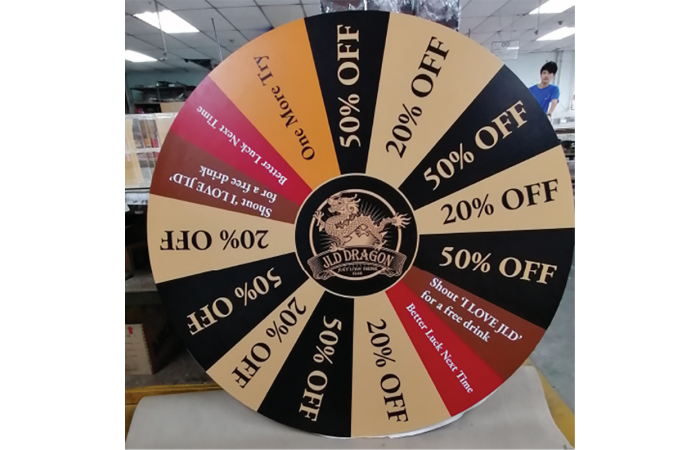 50% OFF
20% OFF
50% OFF
20% OFF
50% OFF
Shout 'I LOVE JLD'
for a free drink
Better Luck Next Time
20% OFF
50% OFF
20% OFF
50% OFF
20% OFF
Shout 'I LOVE JLD'
for a free drink
Better Luck Next Time
One More Try
JLD DRAGON